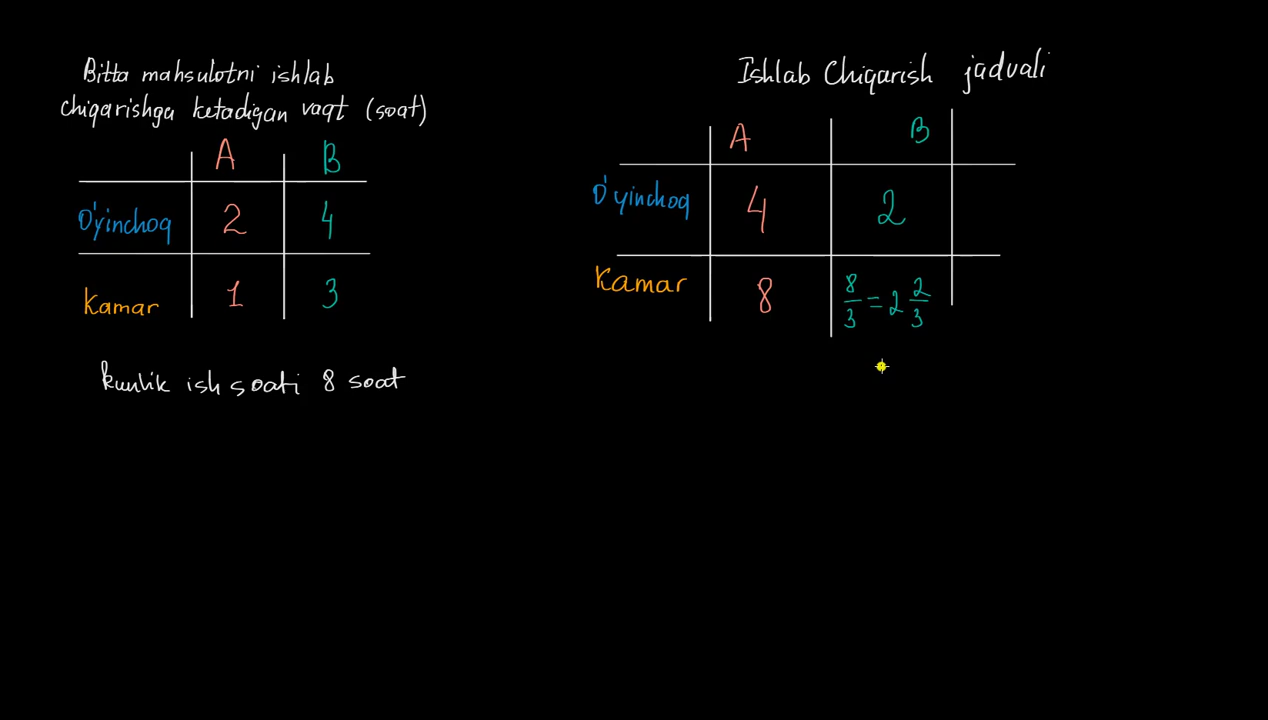 Bitta mahsulotni ishlab
chiqarishga ketadigan vaqt (soat)
A B
O'yinchoq 2 4
Kamar 1 3
kunlik ish soati 8 soat
Ishlab Chiqarish jadvali
A B
O'yinchoq 4 2
Kamar 8 8/3 = 2 2/3